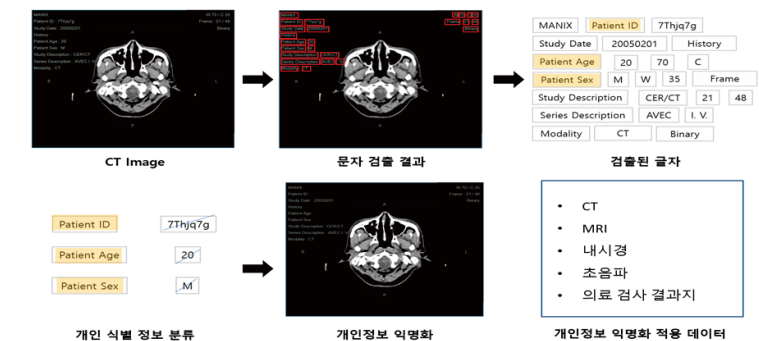 MANIX
W 70 / C 35
Patient ID : 7Thjq7g
Frame : 21 / 48
Study Date : 20050201
Binary
History
Patient Age : 20
Patient Sex : M
Study Description : CER/CT
Series Description : AVEC I. V.
Modality : CT
CT Image
문자 검출 결과
MANIX Patient ID 7Thjq7g
Study Date 20050201 History
Patient Age 20 70 C
Patient Sex M W 35 Frame
Study Description CER/CT 21 48
Series Description AVEC I. V.
Modality CT Binary
검출된 글자
Patient ID 7Thjq7g
Patient Age 20
Patient Sex M
개인 식별 정보 분류
MANIX
Patient ID
Study Date : 20050201
Binary
History
Patient Age
Patient Sex
Study Description : CER/CT
Series Description : AVEC I. V.
Modality : CT
개인정보 익명화
• CT
• MRI
• 내시경
• 초음파
• 의료 검사 결과지
개인정보 익명화 적용 데이터